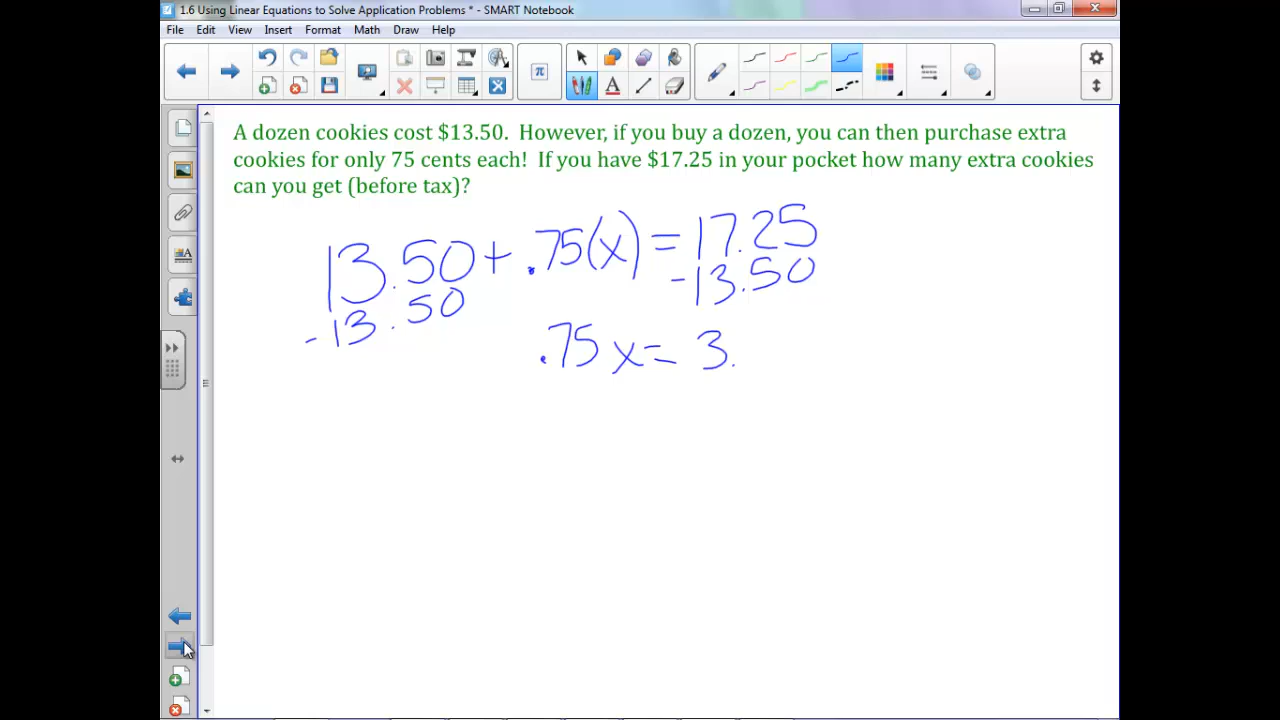 1.6 Using Linear Equations to Solve Application Problems * - SMART Notebook
File Edit View Insert Format Math Draw Help
π
A
A dozen cookies cost $13.50. However, if you buy a dozen, you can then purchase extra
cookies for only 75 cents each! If you have $17.25 in your pocket how many extra cookies
can you get (before tax)?
13.50 + .75(x) = 17.25
-13.50 -13.50
.75x = 3.